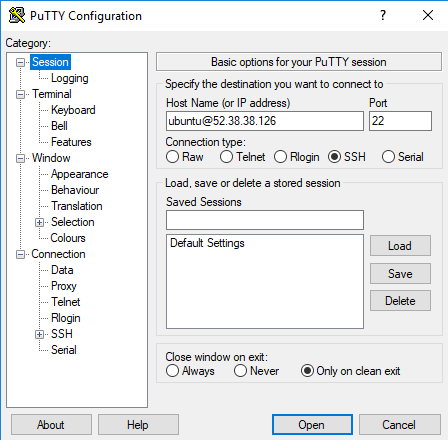 PuTTY Configuration
Category:
Session
Logging
Terminal
Keyboard
Bell
Features
Window
Appearance
Behaviour
Translation
Selection
Colours
Connection
Data
Proxy
Telnet
Rlogin
SSH
Serial
Basic options for your PuTTY session
Specify the destination you want to connect to
Host Name (or IP address) Port
ubuntu@52.38.38.126 22
Connection type:
Raw Telnet Rlogin SSH Serial
Load, save or delete a stored session
Saved Sessions
Default Settings
Load
Save
Delete
Close window on exit:
Always Never Only on clean exit
About Help Open Cancel